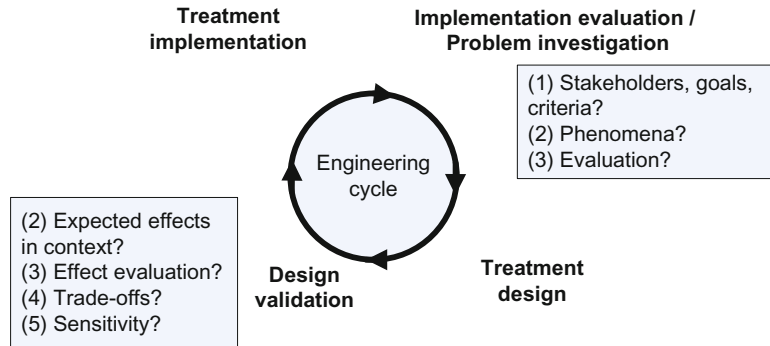 Treatment
implementation
Implementation evaluation /
Problem investigation
(1) Stakeholders, goals,
criteria?
(2) Phenomena?
(3) Evaluation?
Engineering
cycle
(2) Expected effects
in context?
(3) Effect evaluation?
(4) Trade-offs?
(5) Sensitivity?
Design
validation
Treatment
design